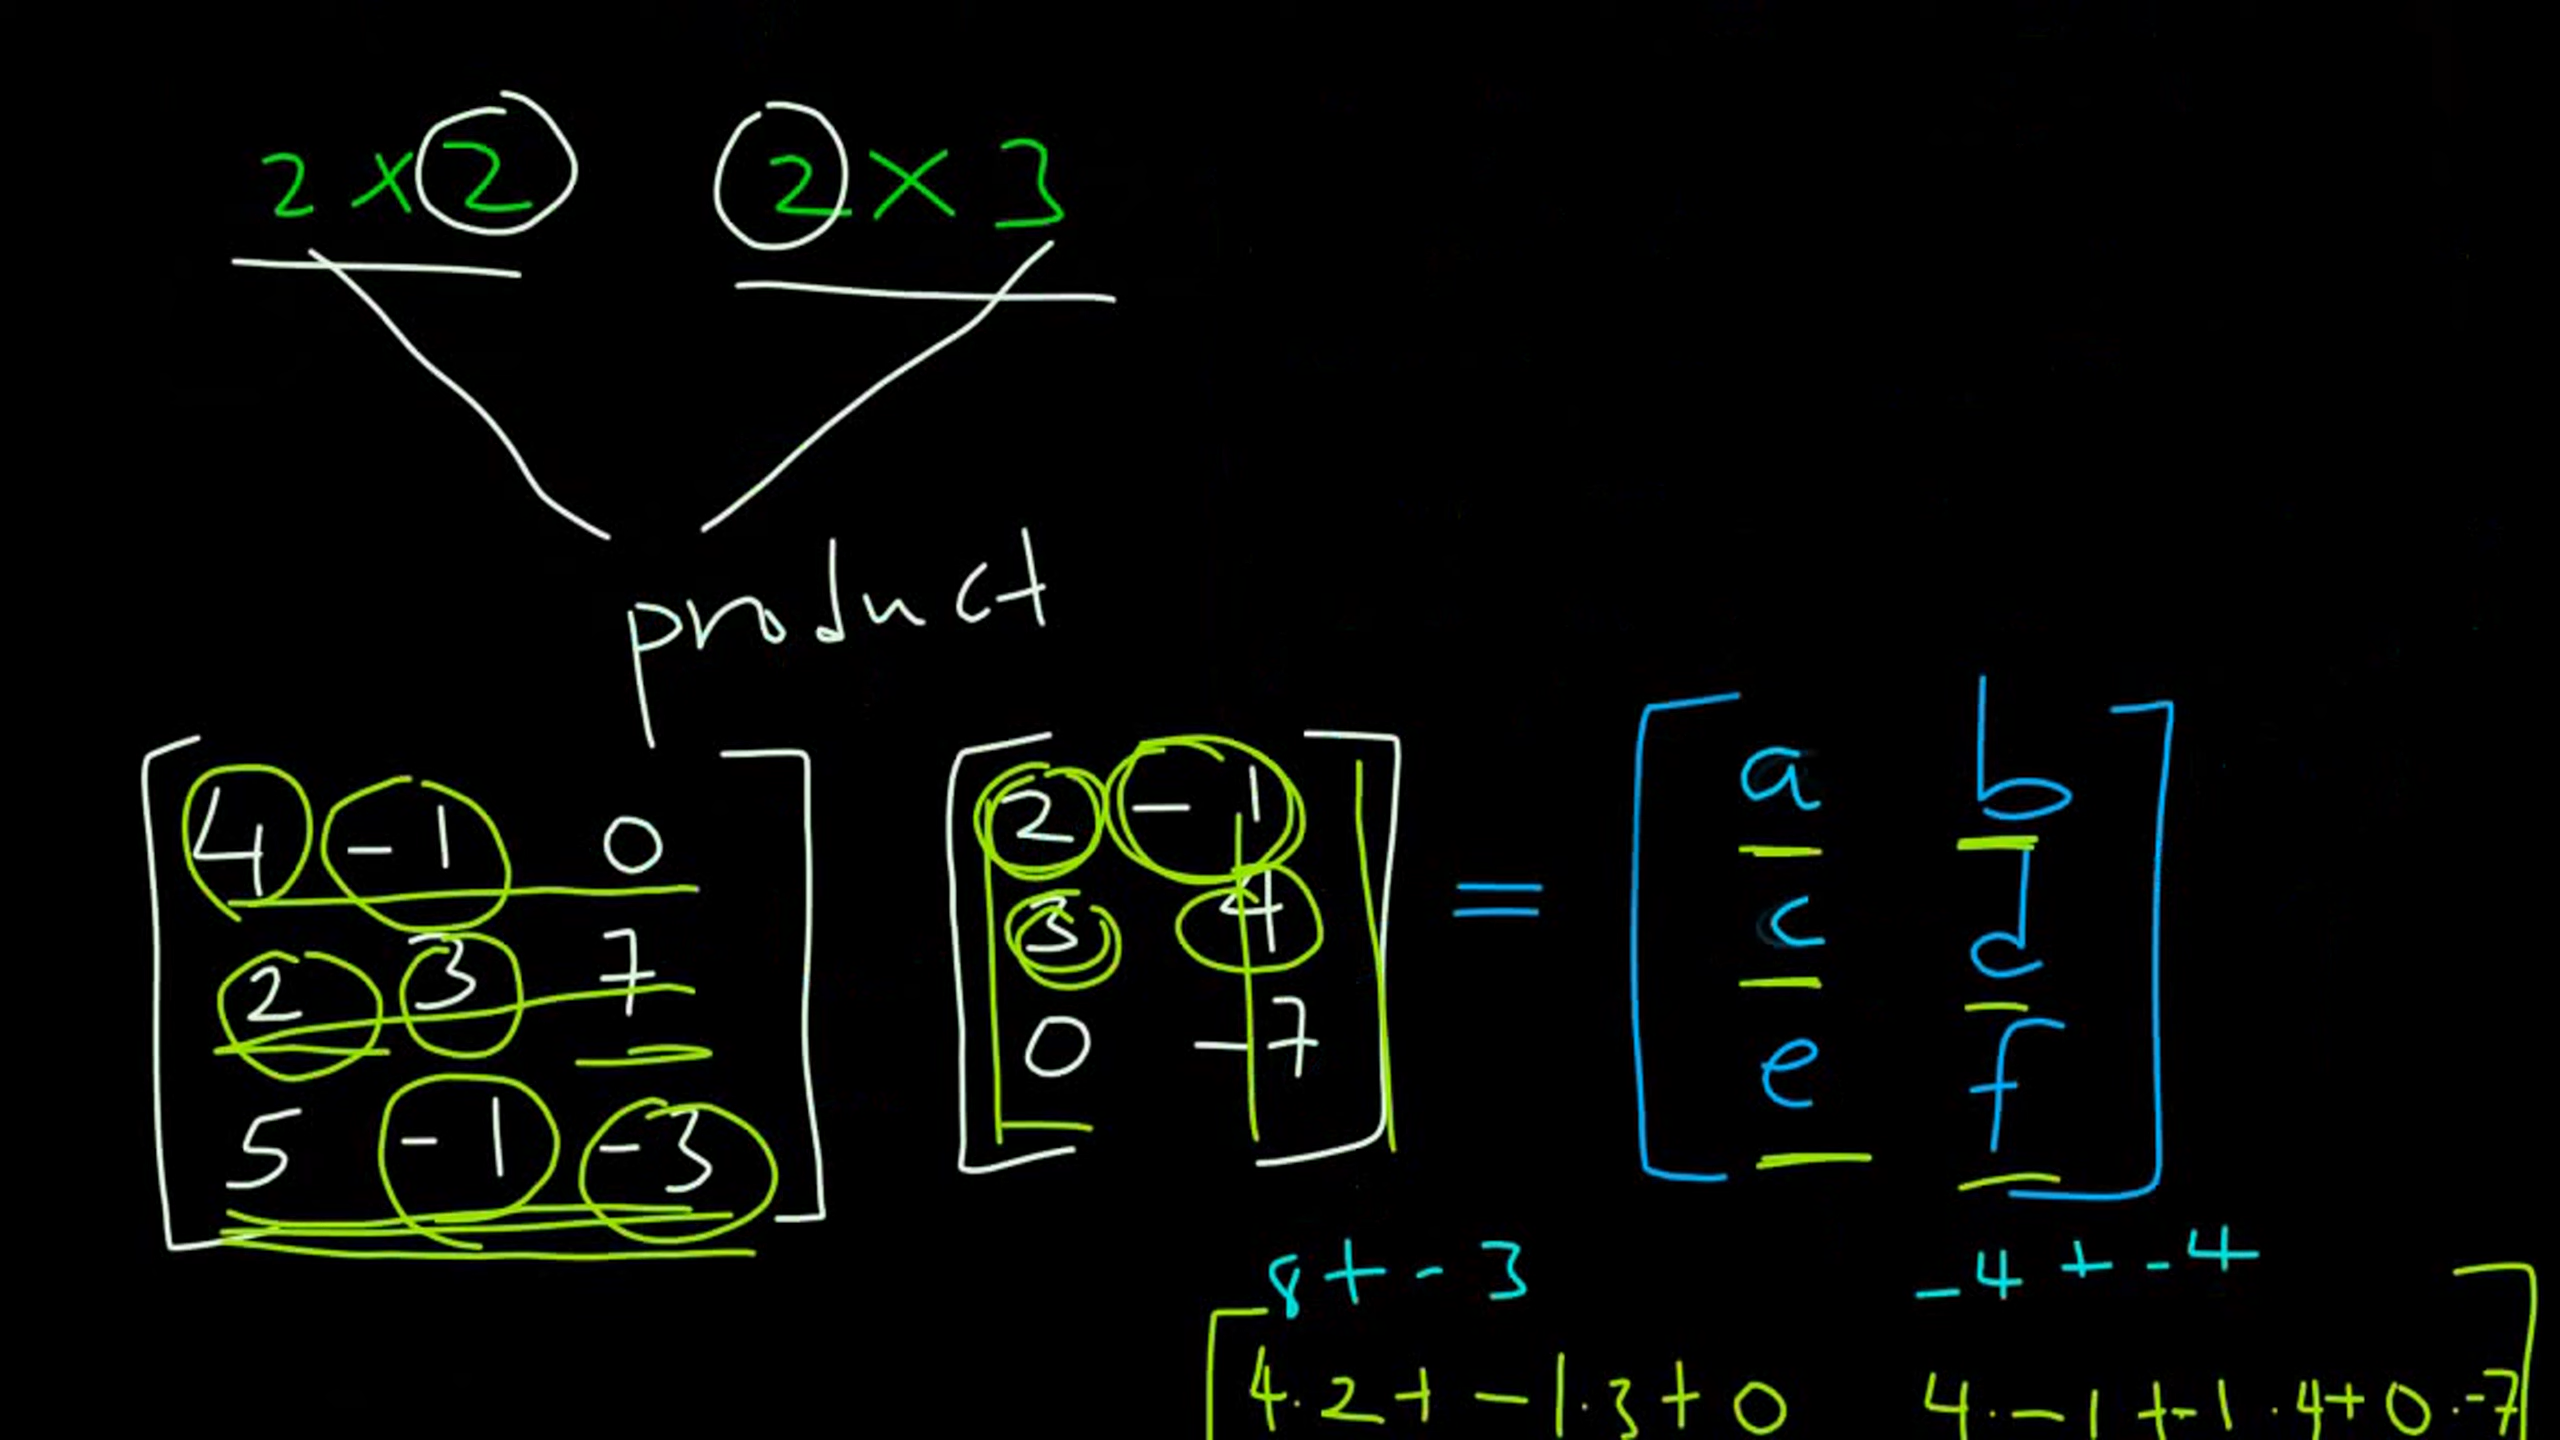 2 × 2 2 × 3
product
4 -1 0 2 -1 = a b
2 3 7 3 4 c d
5 -1 -3 0 -7 e f
8 + - 3 -4 + -4
4.2 + -1.3 + 0 4.-1 + -1.4 + 0.-7